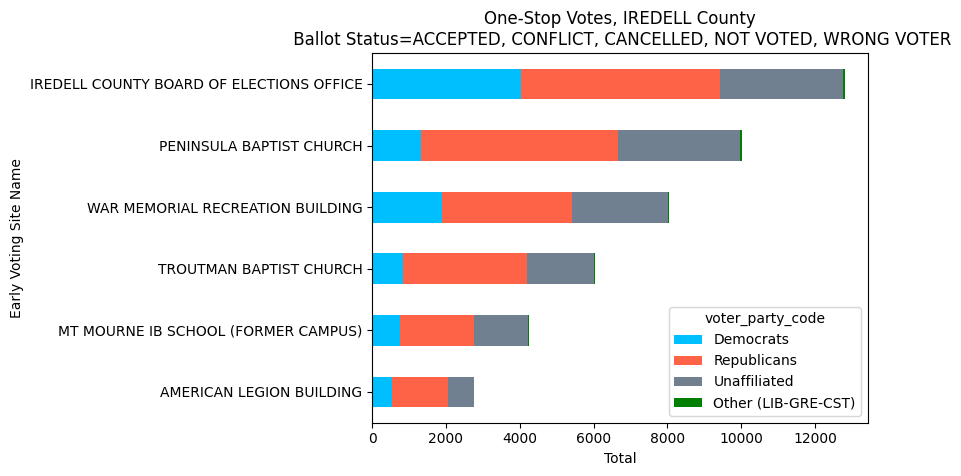 One-Stop Votes, IREDELL County
Ballot Status=ACCEPTED, CONFLICT, CANCELLED, NOT VOTED, WRONG VOTER
Early Voting Site Name
IREDELL COUNTY BOARD OF ELECTIONS OFFICE
PENINSULA BAPTIST CHURCH
WAR MEMORIAL RECREATION BUILDING
TROUTMAN BAPTIST CHURCH
MT MOURNE IB SCHOOL (FORMER CAMPUS)
AMERICAN LEGION BUILDING
voter_party_code
Democrats
Republicans
Unaffiliated
Other (LIB-GRE-CST)
0 2000 4000 6000 8000 10000 12000
Total